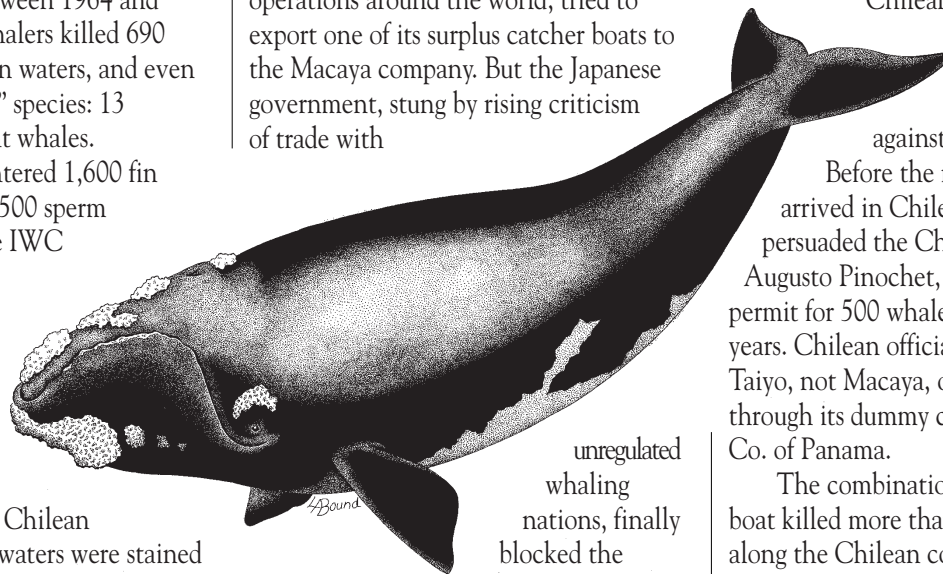 ween 1964 and
halers killed 690
n waters, and even
” species: 13
t whales.
tered 1,600 fin
500 sperm
e IWC
Chilean
waters were stained
operations around the world, tried to
export one of its surplus catcher boats to
the Macaya company. But the Japanese
government, stung by rising criticism
of trade with
unregulated
whaling
nations, finally
blocked the
LABound
Chilean
against
Before the
arrived in Chile
persuaded the Ch
Augusto Pinochet,
permit for 500 whale
years. Chilean officia
Taiyo, not Macaya,
through its dummy
Co. of Panama.
The combinatio
boat killed more tha
along the Chilean co